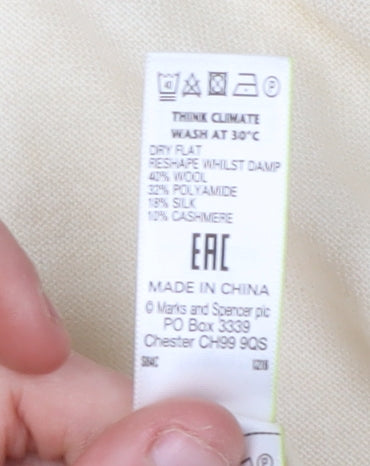 40
P
THINK CLIMATE
WASH AT 30°C
DRY FLAT
RESHAPE WHILST DAMP
40% WOOL
32% POLYAMIDE
18% SILK
10% CASHMERE
EAC
MADE IN CHINA
© Marks and Spencer plc
PO Box 3339
Chester CH99 9QS